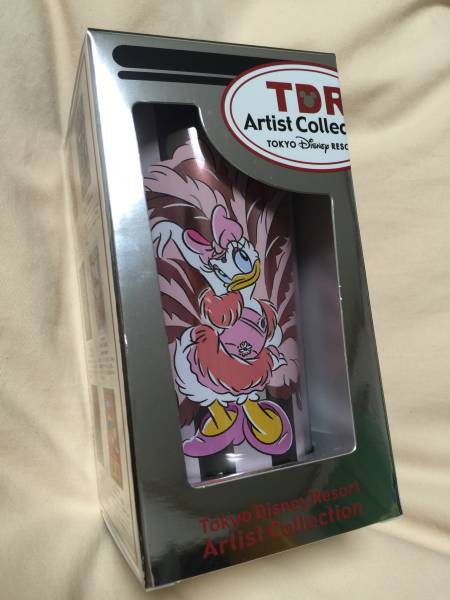 TDR
Artist Collec
TOKYO Disney RESO
Tokyo Disney Resort
Artist Collection